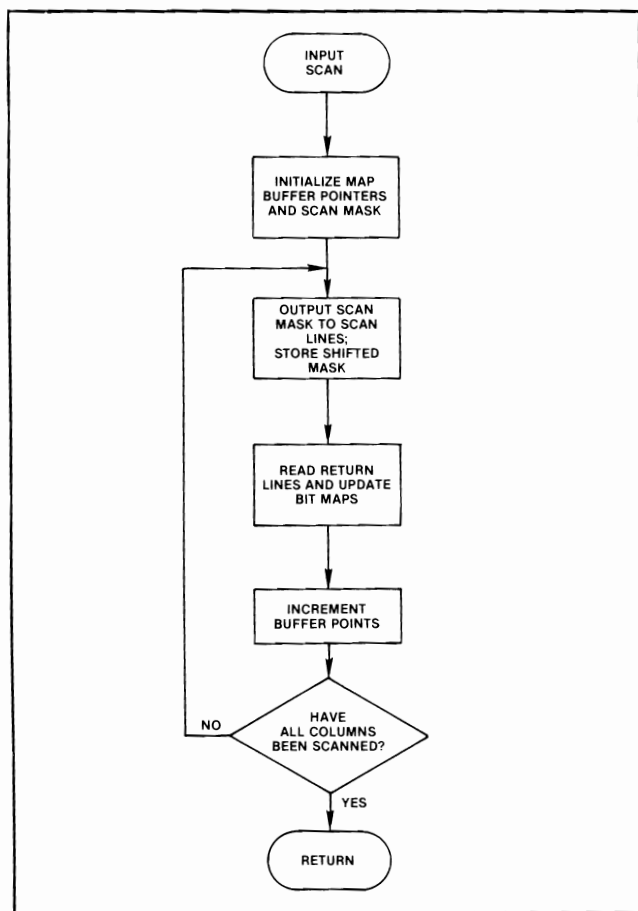 INPUT
SCAN
INITIALIZE MAP
BUFFER POINTERS
AND SCAN MASK
OUTPUT SCAN
MASK TO SCAN
LINES;
STORE SHIFTED
MASK
READ RETURN
LINES AND UPDATE
BIT MAPS
INCREMENT
BUFFER POINTS
HAVE
ALL COLUMNS
BEEN SCANNED?
NO
YES
RETURN